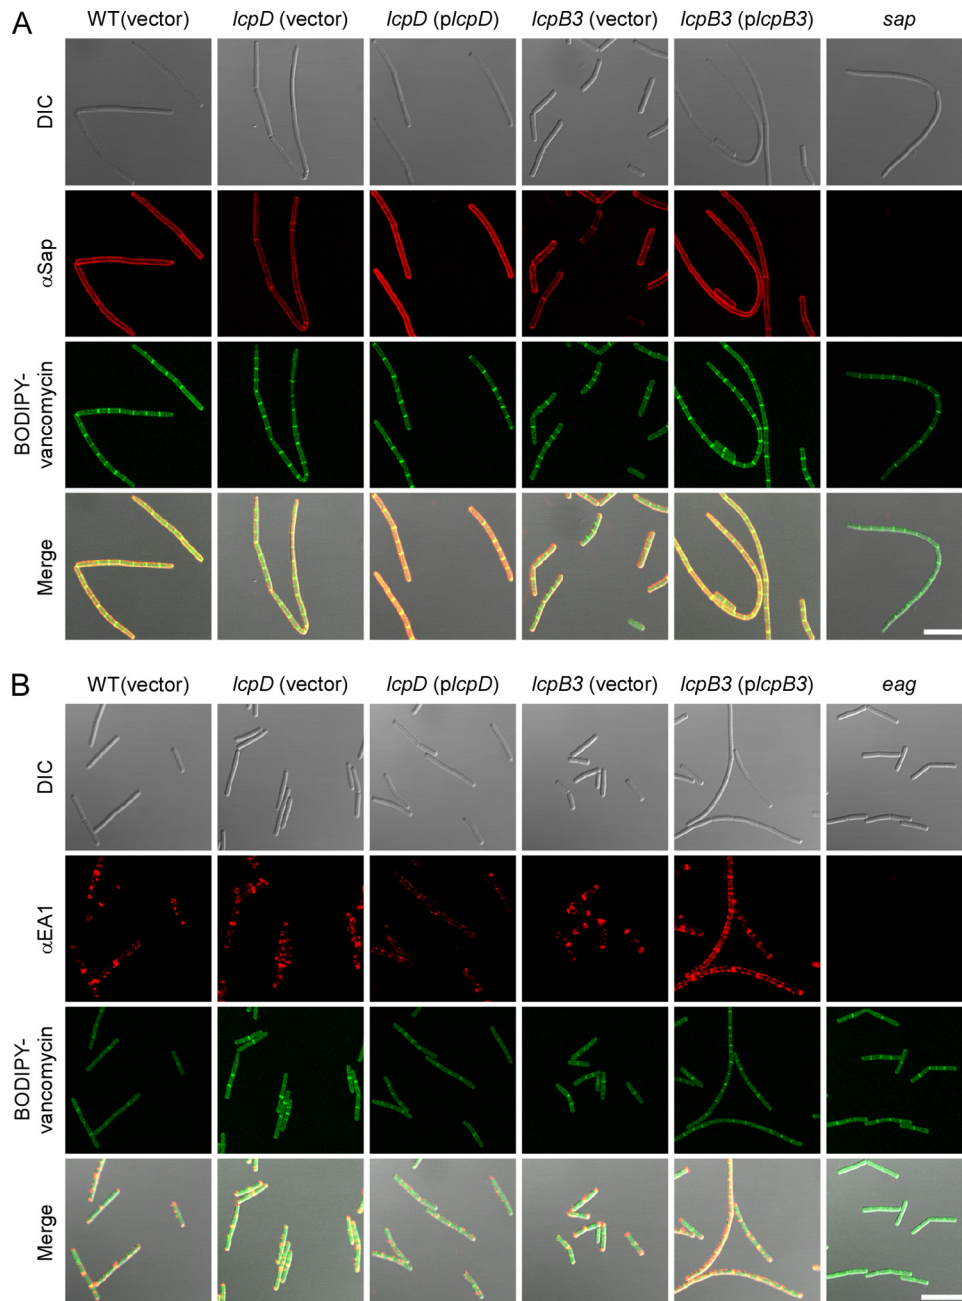 A
WT(vector) lcpD (vector) lcpD (plcpD) lcpB3 (vector) lcpB3 (plcpB3) sap
DIC
αSap
BODIPY-
vancomycin
Merge
B
WT(vector) lcpD (vector) lcpD (plcpD) lcpB3 (vector) lcpB3 (plcpB3) eag
DIC
αEA1
BODIPY-
vancomycin
Merge